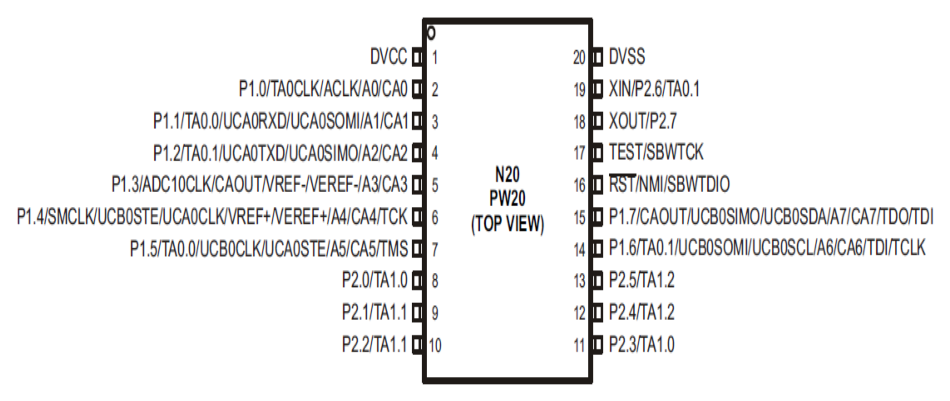 DVCC 1 20 DVSS
P1.0/TA0CLK/ACLK/A0/CA0 2 19 XIN/P2.6/TA0.1
P1.1/TA0.0/UCA0RXD/UCA0SOMI/A1/CA1 3 18 XOUT/P2.7
P1.2/TA0.1/UCA0TXD/UCA0SIMO/A2/CA2 4 17 TEST/SBWTCK
P1.3/ADC10CLK/CAOUT/VREF-/VEREF-/A3/CA3 5 16 RST/NMI/SBWTDIO
P1.4/SMCLK/UCB0STE/UCA0CLK/VREF+/VEREF+/A4/CA4/TCK 6 15 P1.7/CAOUT/UCB0SIMO/UCB0SDA/A7/CA7/TDO/TDI
P1.5/TA0.0/UCB0CLK/UCA0STE/A5/CA5/TMS 7 14 P1.6/TA0.1/UCB0SOMI/UCB0SCL/A6/CA6/TDI/TCLK
P2.0/TA1.0 8 13 P2.5/TA1.2
P2.1/TA1.1 9 12 P2.4/TA1.2
P2.2/TA1.1 10 11 P2.3/TA1.0
N20
PW20
(TOP VIEW)